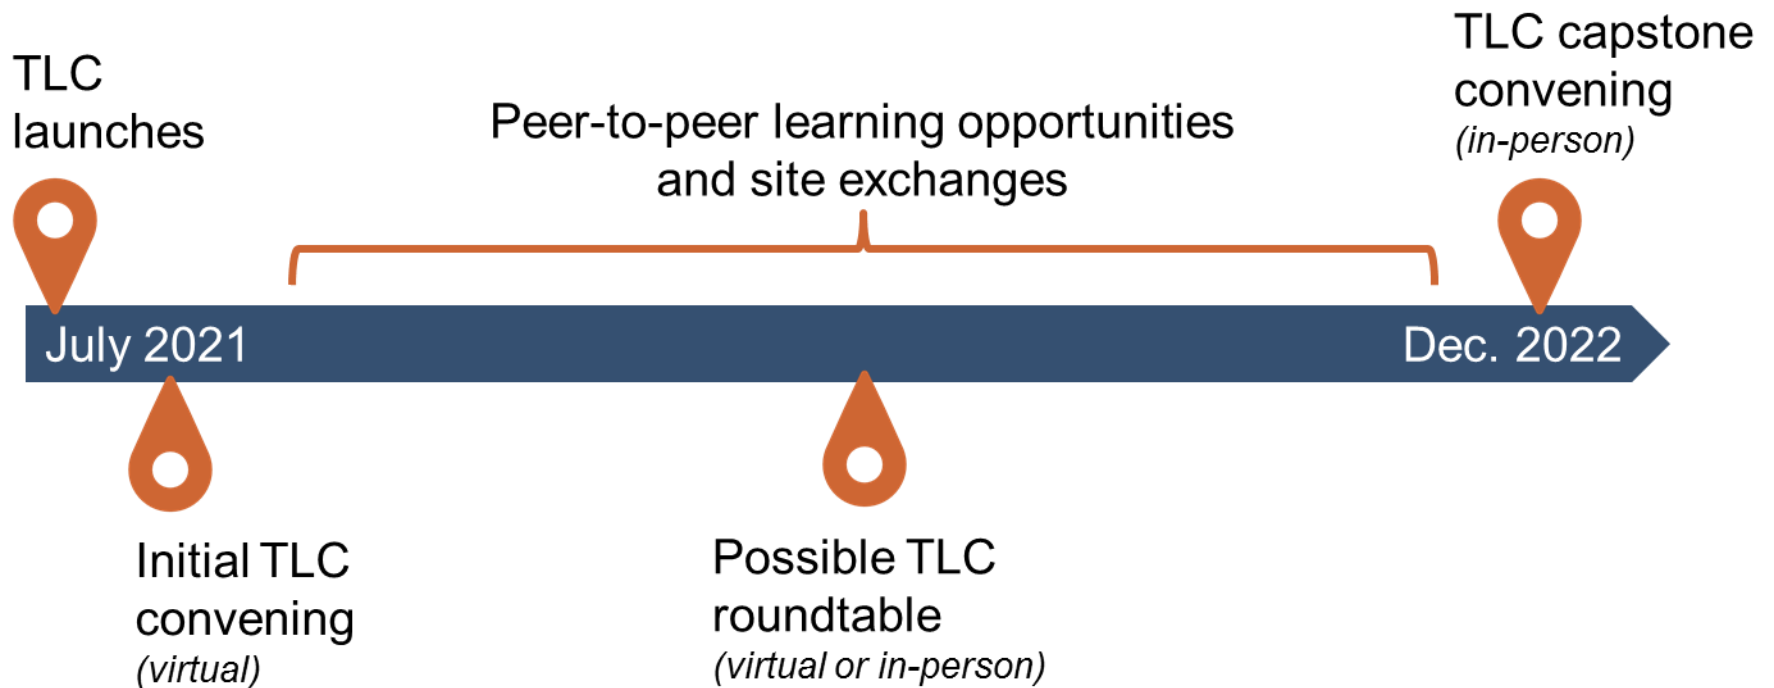 TLC
launches
Peer-to-peer learning opportunities
and site exchanges
TLC capstone
convening
(in-person)
July 2021
Dec. 2022
Initial TLC
convening
(virtual)
Possible TLC
roundtable
(virtual or in-person)